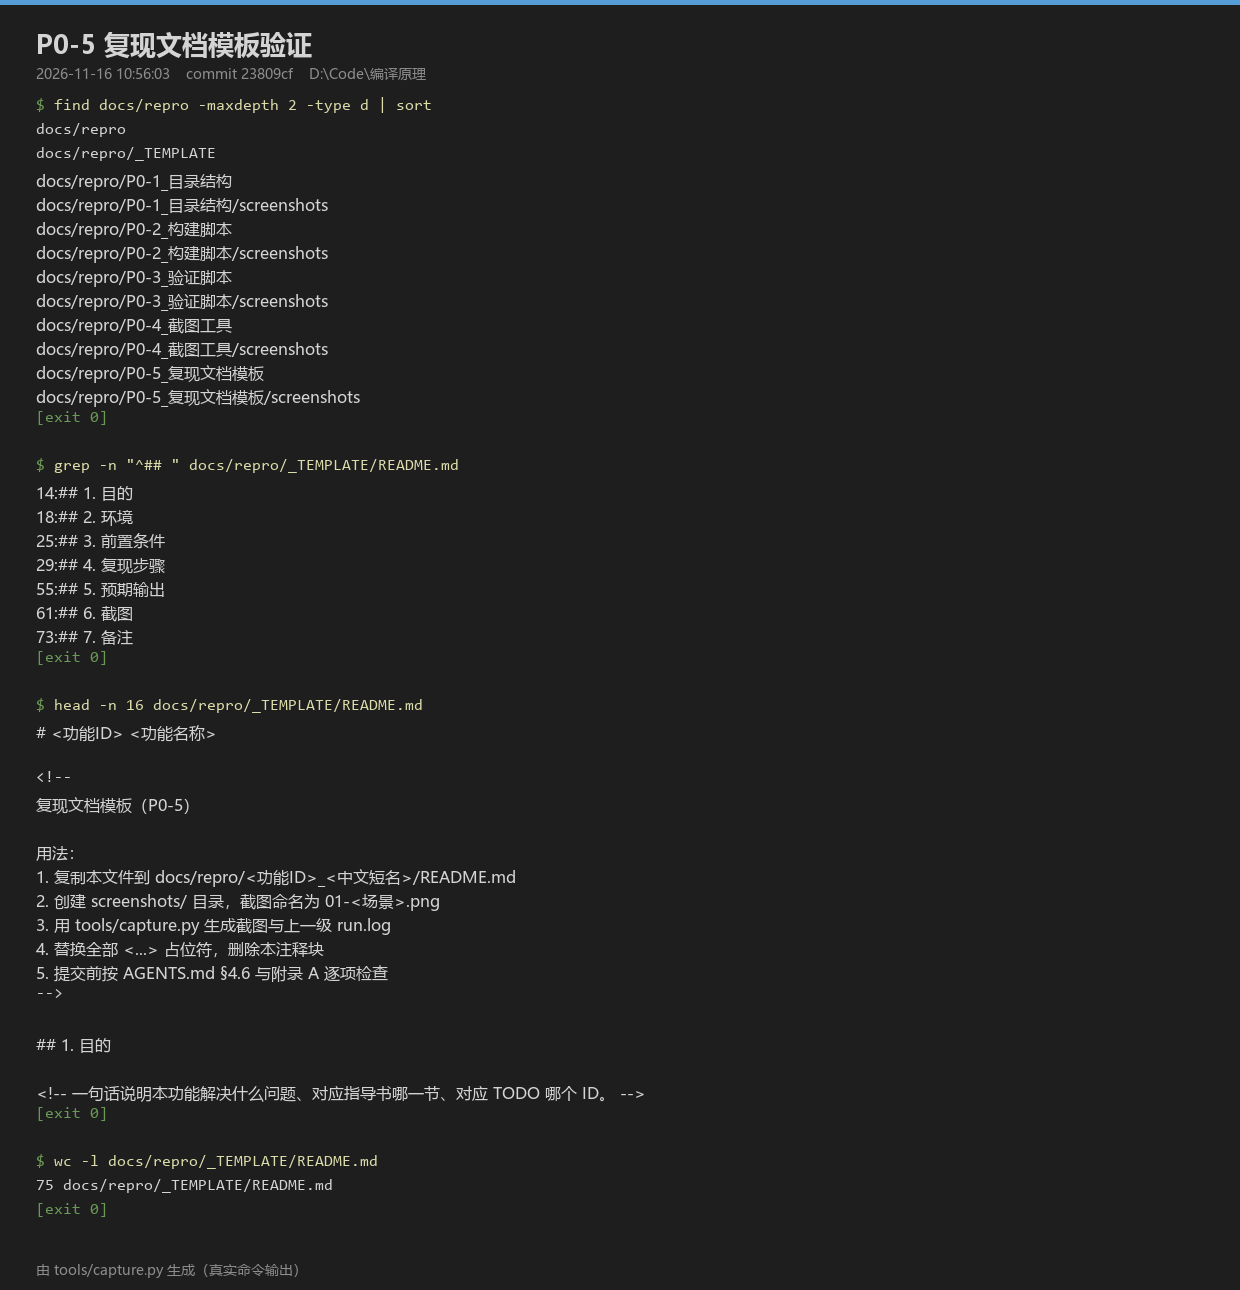 P0-5 复现文档模板验证
2026-11-16 10:56:03 commit 23809cf D:\Code\编译原理
$ find docs/repro -maxdepth 2 -type d | sort
docs/repro
docs/repro/_TEMPLATE
docs/repro/P0-1_目录结构
docs/repro/P0-1_目录结构/screenshots
docs/repro/P0-2_构建脚本
docs/repro/P0-2_构建脚本/screenshots
docs/repro/P0-3_验证脚本
docs/repro/P0-3_验证脚本/screenshots
docs/repro/P0-4_截图工具
docs/repro/P0-4_截图工具/screenshots
docs/repro/P0-5_复现文档模板
docs/repro/P0-5_复现文档模板/screenshots
[exit 0]
$ grep -n "^## " docs/repro/_TEMPLATE/README.md
14:## 1. 目的
18:## 2. 环境
25:## 3. 前置条件
29:## 4. 复现步骤
55:## 5. 预期输出
61:## 6. 截图
73:## 7. 备注
[exit 0]
$ head -n 16 docs/repro/_TEMPLATE/README.md
# <功能ID> <功能名称>
<!--
复现文档模板（P0-5）
用法：
1. 复制本文件到 docs/repro/<功能ID>_<中文短名>/README.md
2. 创建 screenshots/ 目录，截图命名为 01-<场景>.png
3. 用 tools/capture.py 生成截图与上一级 run.log
4. 替换全部 <...> 占位符，删除本注释块
5. 提交前按 AGENTS.md §4.6 与附录 A 逐项检查
-->
## 1. 目的
<!-- 一句话说明本功能解决什么问题、对应指导书哪一节、对应 TODO 哪个 ID。 -->
[exit 0]
$ wc -l docs/repro/_TEMPLATE/README.md
75 docs/repro/_TEMPLATE/README.md
[exit 0]
由 tools/capture.py 生成（真实命令输出）